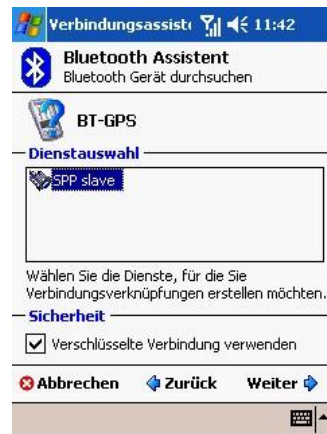 Verbindungsassiste 11:42
Bluetooth Assistent
Bluetooth Gerät durchsuchen
BT-GPS
Dienstauswahl
SPP slave
Wählen Sie die Dienste, für die Sie
Verbindungsverknüpfungen erstellen möchten.
Sicherheit
Verschlüsselte Verbindung verwenden
Abbrechen Zurück Weiter